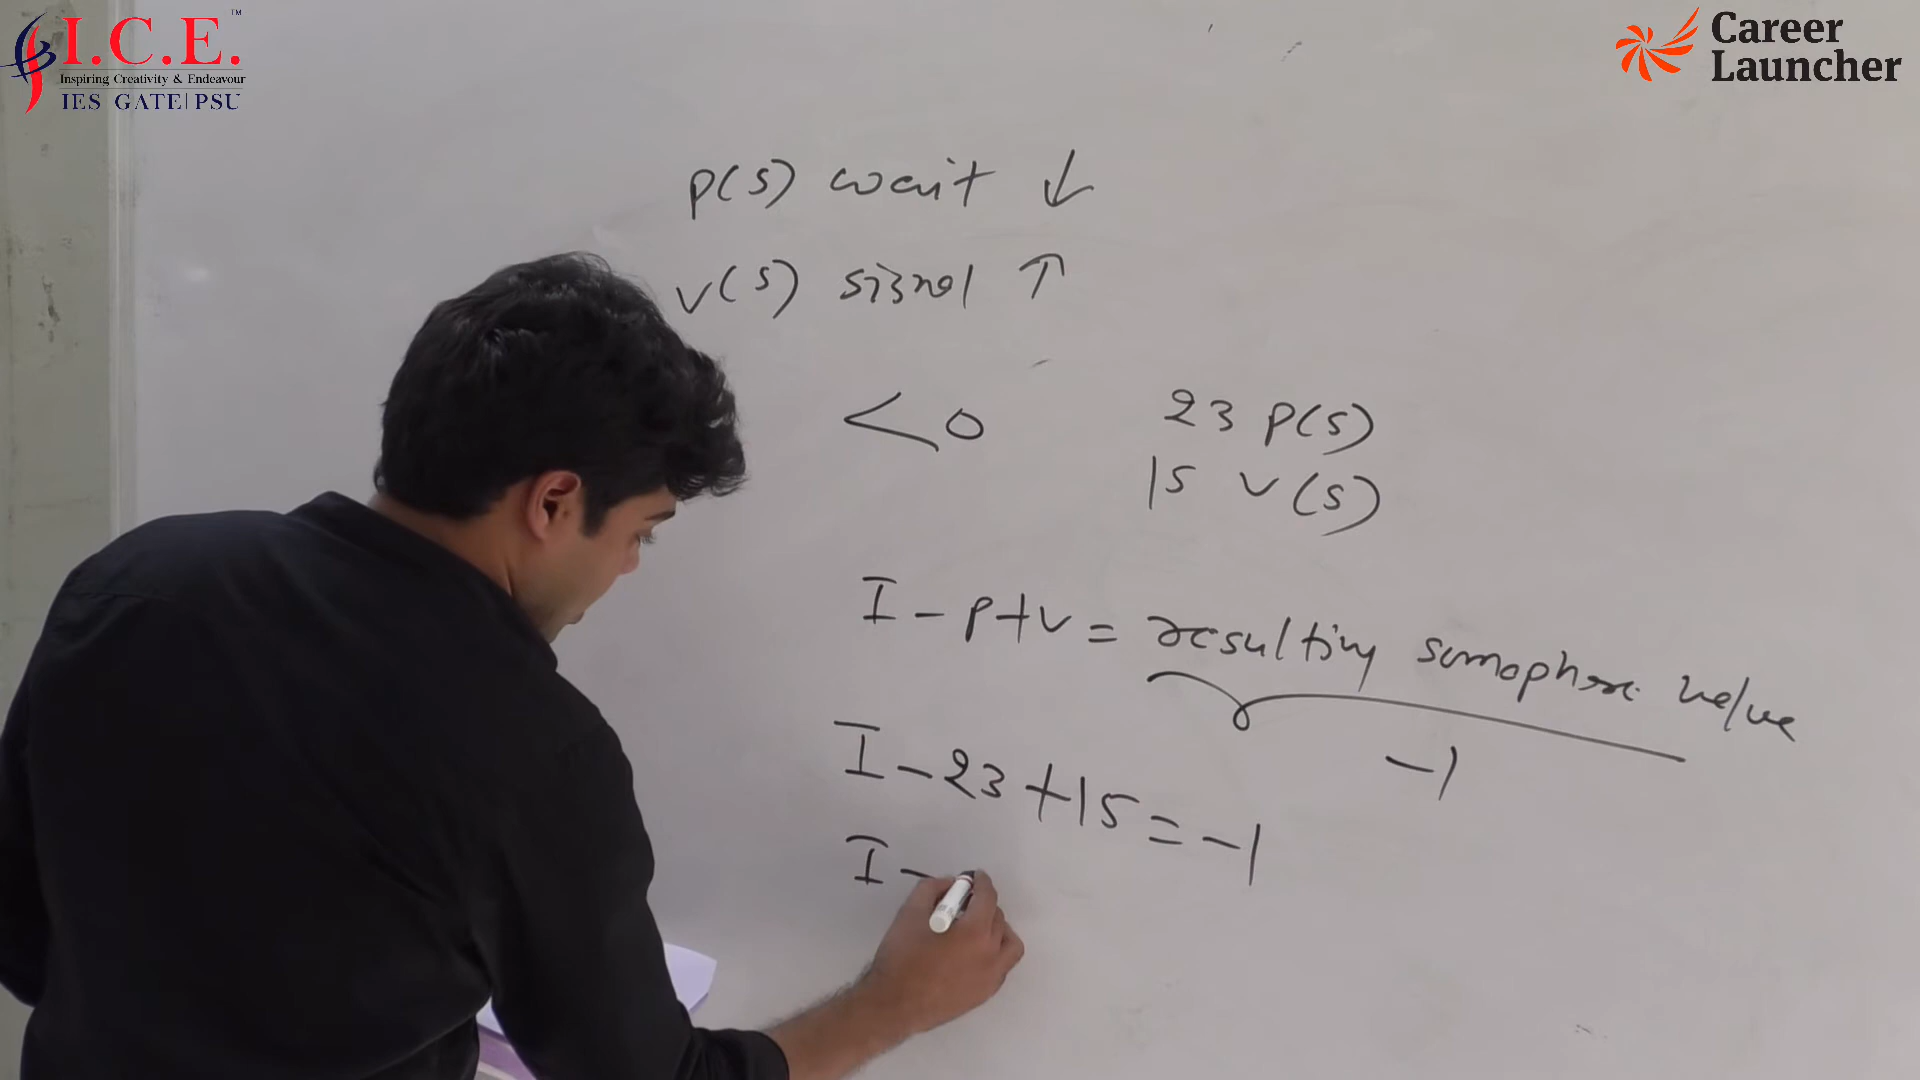 I.C.E.™
Inspiring Creativity & Endeavour
IES GATE|PSU
Career
Launcher
P(S) wait ↓
V(S) signal ↑
< 0
23 P(S)
15 V(S)
I - P + V = resulting semaphore value
-1
I - 23 + 15 = -1
I -